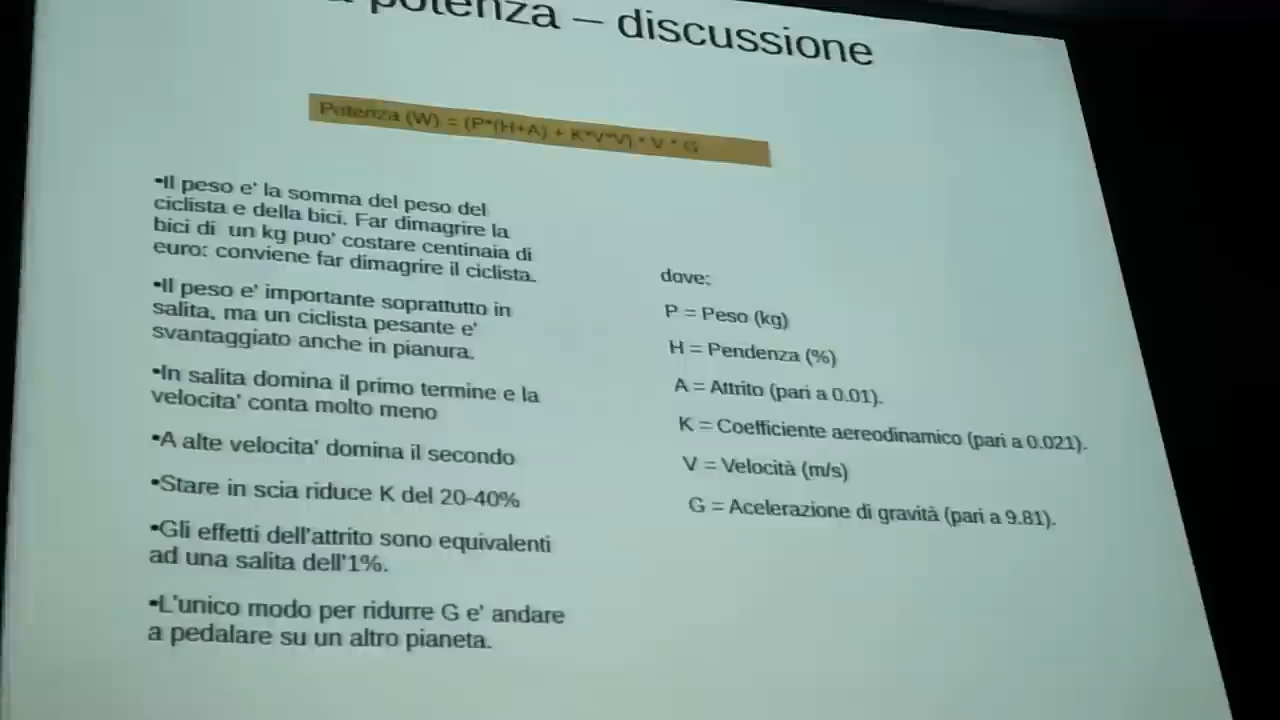 potenza – discussione
Potenza (W) = (P*(H+A) + K*V*V) * V * G
•Il peso e' la somma del peso del
ciclista e della bici. Far dimagrire la
bici di un kg puo' costare centinaia di
euro: conviene far dimagrire il ciclista.
•Il peso e' importante soprattutto in
salita, ma un ciclista pesante e'
svantaggiato anche in pianura.
•In salita domina il primo termine e la
velocita' conta molto meno
•A alte velocita' domina il secondo
•Stare in scia riduce K del 20-40%
•Gli effetti dell'attrito sono equivalenti
ad una salita dell'1%.
•L'unico modo per ridurre G e' andare
a pedalare su un altro pianeta.
dove:
P = Peso (kg)
H = Pendenza (%)
A = Attrito (pari a 0.01).
K = Coefficiente aereodinamico (pari a 0.021).
V = Velocità (m/s)
G = Acelerazione di gravità (pari a 9.81).